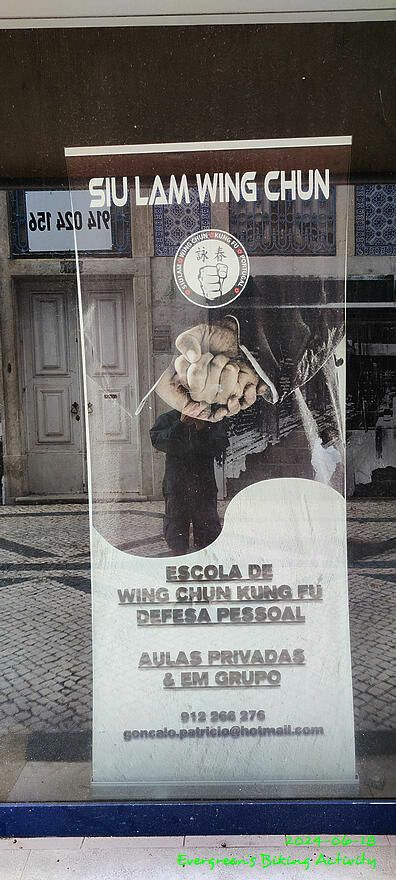 SIU LAM WING CHUN
914 024 156
SIU LAM WING CHUN KUNG FU PORTUGAL
詠春
ESCOLA DE
WING CHUN KUNG FU
DEFESA PESSOAL
AULAS PRIVADAS
& EM GRUPO
912 266 276
goncalo.patricio@hotmail.com
2024-06-18
Evergreen's Biking Activity